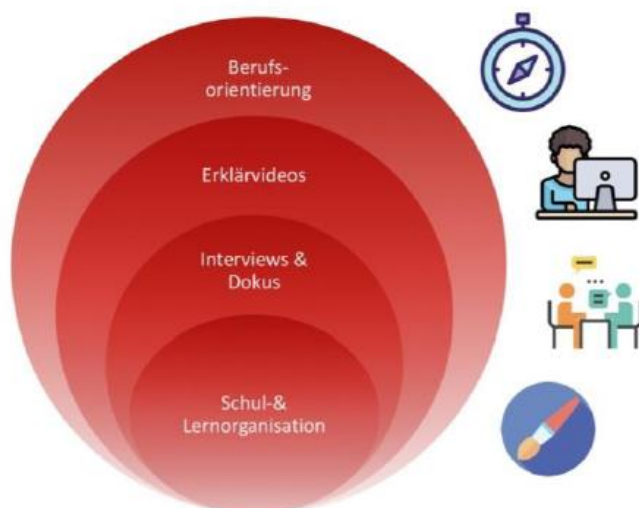 Berufs-
orientierung
Erklärvideos
Interviews &
Dokus
Schul-&
Lernorganisation